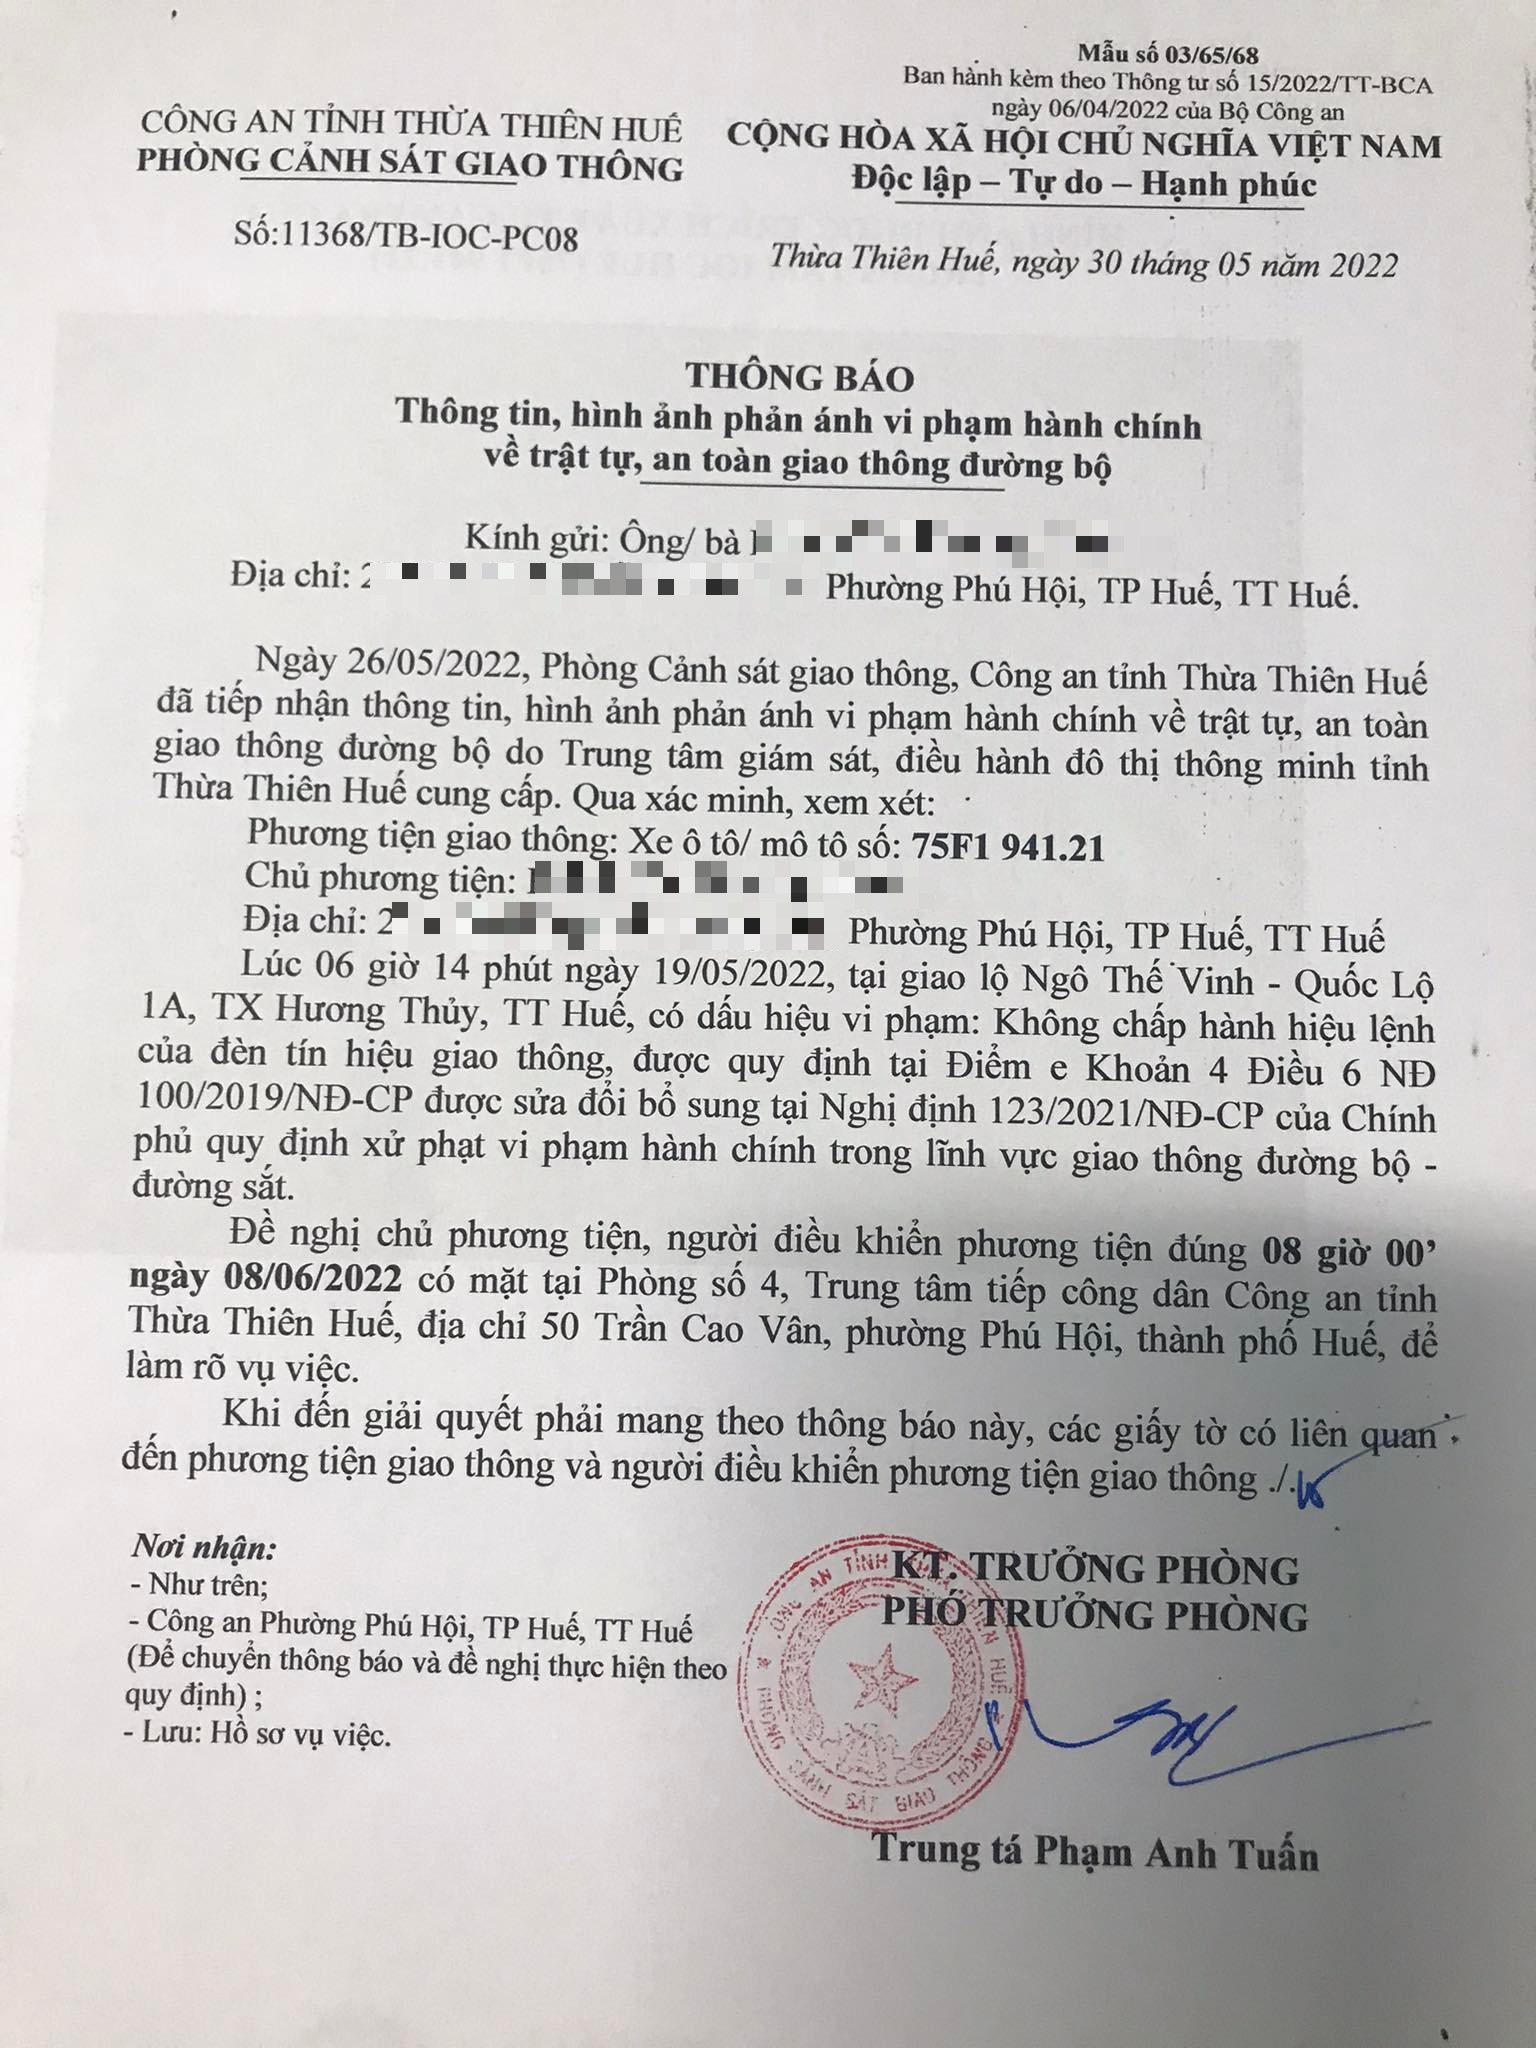 Mẫu số 03/65/68
Ban hành kèm theo Thông tư số 15/2022/TT-BCA
ngày 06/04/2022 của Bộ Công an
CÔNG AN TỈNH THỪA THIÊN HUẾ
PHÒNG CẢNH SÁT GIAO THÔNG
CỘNG HÒA XÃ HỘI CHỦ NGHĨA VIỆT NAM
Độc lập – Tự do – Hạnh phúc
Số:11368/TB-IOC-PC08
Thừa Thiên Huế, ngày 30 tháng 05 năm 2022
THÔNG BÁO
Thông tin, hình ảnh phản ánh vi phạm hành chính
về trật tự, an toàn giao thông đường bộ
Kính gửi: Ông/ bà
Địa chỉ: 2 Phường Phú Hội, TP Huế, TT Huế.
Ngày 26/05/2022, Phòng Cảnh sát giao thông, Công an tỉnh Thừa Thiên Huế
đã tiếp nhận thông tin, hình ảnh phản ánh vi phạm hành chính về trật tự, an toàn
giao thông đường bộ do Trung tâm giám sát, điều hành đô thị thông minh tỉnh
Thừa Thiên Huế cung cấp. Qua xác minh, xem xét:
Phương tiện giao thông: Xe ô tô/ mô tô số: 75F1 941.21
Chủ phương tiện:
Địa chỉ: 2 Phường Phú Hội, TP Huế, TT Huế
Lúc 06 giờ 14 phút ngày 19/05/2022, tại giao lộ Ngô Thế Vinh - Quốc Lộ
1A, TX Hương Thủy, TT Huế, có dấu hiệu vi phạm: Không chấp hành hiệu lệnh
của đèn tín hiệu giao thông, được quy định tại Điểm e Khoản 4 Điều 6 NĐ
100/2019/NĐ-CP được sửa đổi bổ sung tại Nghị định 123/2021/NĐ-CP của Chính
phủ quy định xử phạt vi phạm hành chính trong lĩnh vực giao thông đường bộ -
đường sắt.
Đề nghị chủ phương tiện, người điều khiển phương tiện đúng 08 giờ 00’
ngày 08/06/2022 có mặt tại Phòng số 4, Trung tâm tiếp công dân Công an tỉnh
Thừa Thiên Huế, địa chỉ 50 Trần Cao Vân, phường Phú Hội, thành phố Huế, để
làm rõ vụ việc.
Khi đến giải quyết phải mang theo thông báo này, các giấy tờ có liên quan
đến phương tiện giao thông và người điều khiển phương tiện giao thông ./.
Nơi nhận:
- Như trên;
- Công an Phường Phú Hội, TP Huế, TT Huế
(Để chuyển thông báo và đề nghị thực hiện theo
quy định) ;
- Lưu: Hồ sơ vụ việc.
KT. TRƯỞNG PHÒNG
PHÓ TRƯỞNG PHÒNG
CÔNG AN TỈNH THỪA THIÊN HUẾ
PHÒNG CẢNH SÁT GIAO THÔNG
Trung tá Phạm Anh Tuấn